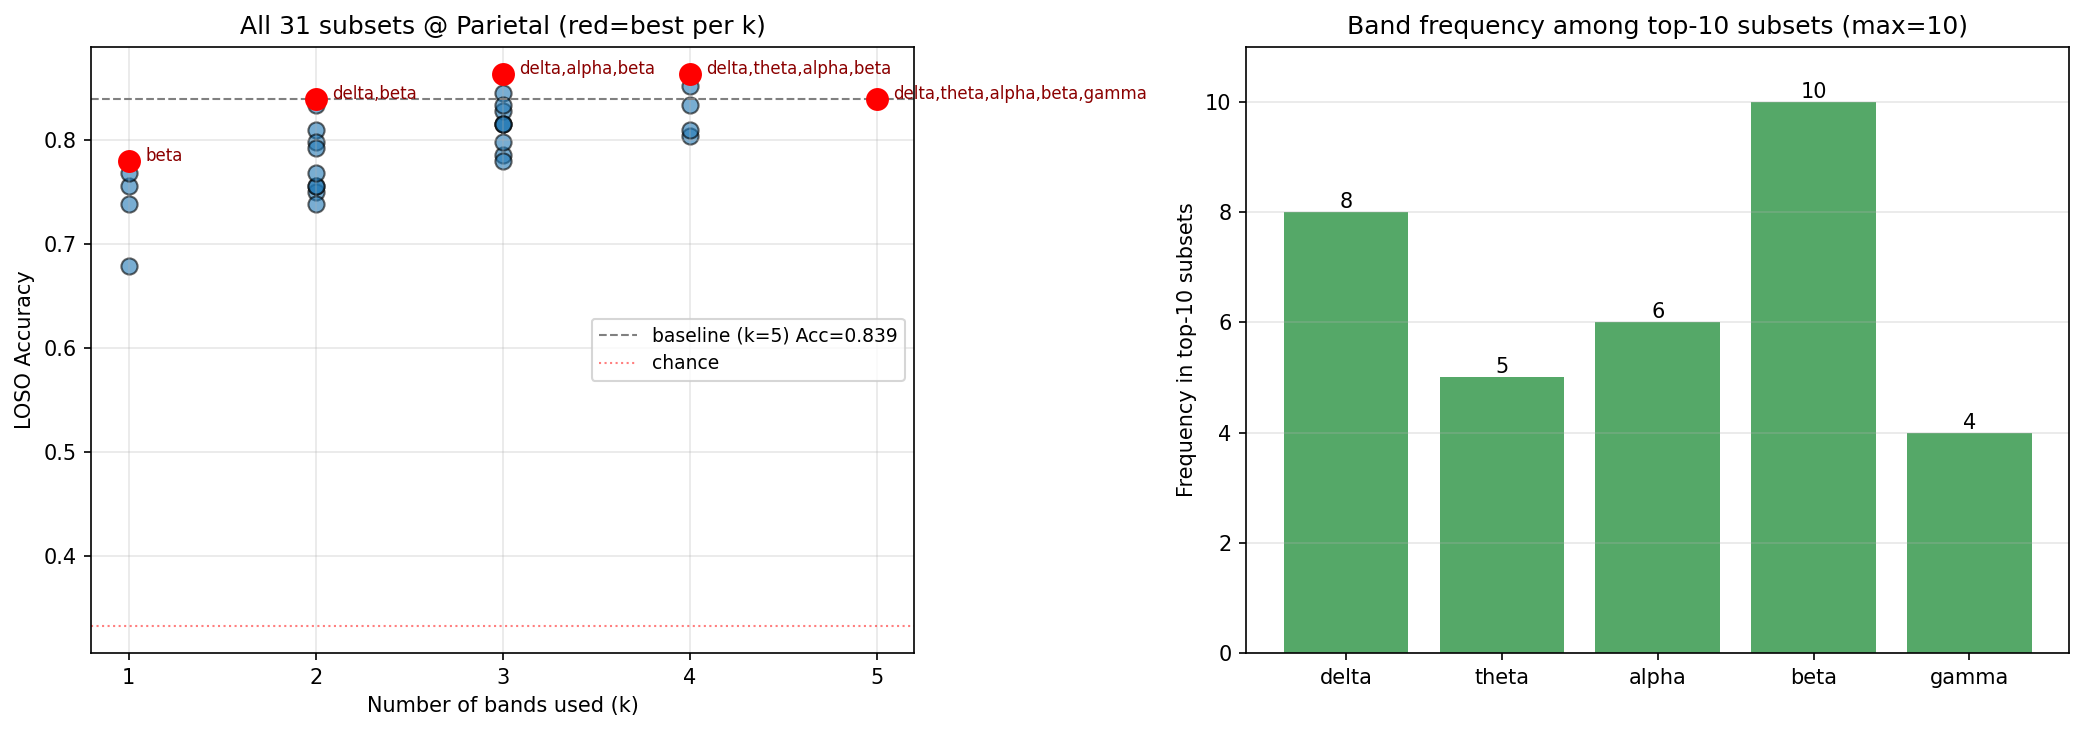 All 31 subsets @ Parietal (red=best per k)
LOSO Accuracy
0.8
0.7
0.6
0.5
0.4
beta
delta,beta
delta,alpha,beta
delta,theta,alpha,beta
delta,theta,alpha,beta,gamma
baseline (k=5) Acc=0.839
chance
1 2 3 4 5
Number of bands used (k)
Band frequency among top-10 subsets (max=10)
Frequency in top-10 subsets
10
8
6
4
2
0
8
5
6
10
4
delta theta alpha beta gamma